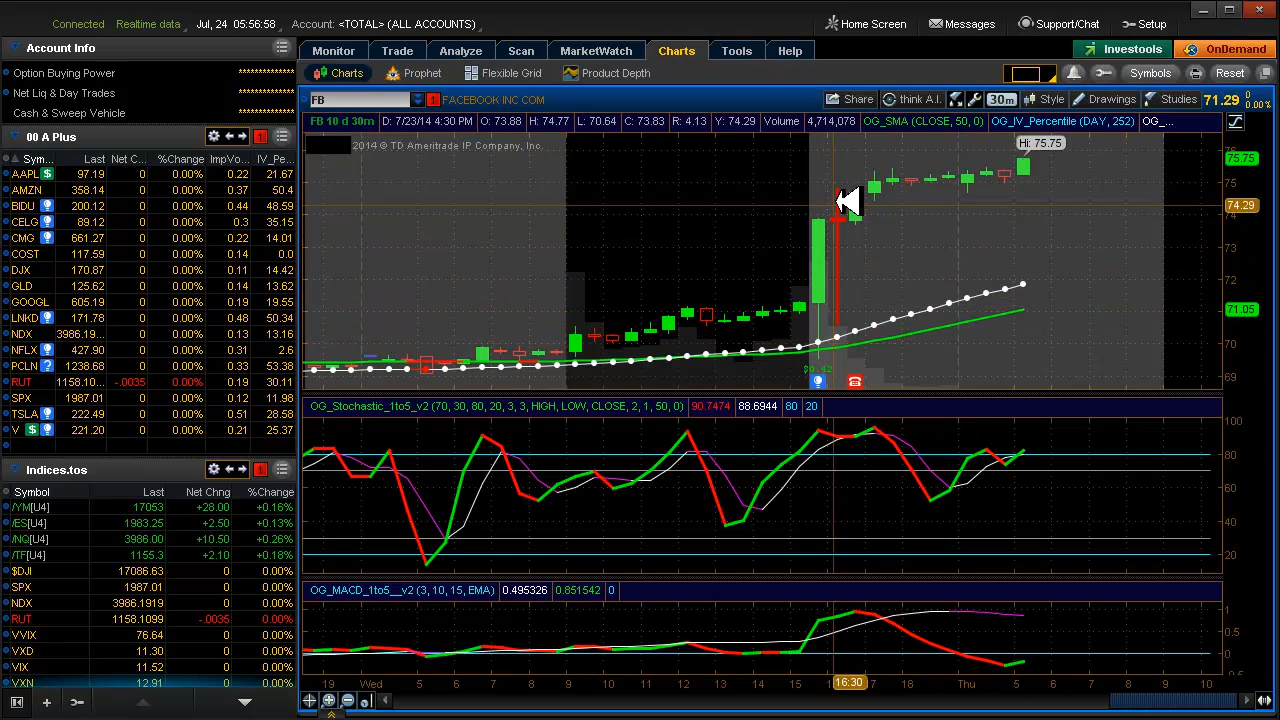 Connected Realtime data Jul, 24 05:56:58 Account: <TOTAL> (ALL ACCOUNTS) Home Screen Messages Support/Chat Setup
Account Info
Option Buying Power **************
Net Liq & Day Trades **************
Cash & Sweep Vehicle **************
Monitor Trade Analyze Scan MarketWatch Charts Tools Help Investools OnDemand
Charts Prophet Flexible Grid Product Depth Symbols Reset
FB 1 FACEBOOK INC COM Share think A.I. 30m Style Drawings Studies 71.29 0 0.00%
FB 10 d 30m D: 7/23/14 4:30 PM O: 73.88 H: 74.77 L: 70.64 C: 73.83 R: 4.13 Y: 74.29 Volume 4,714,078 OG_SMA (CLOSE, 50, 0) OG_IV_Percentile (DAY, 252) OG_...
2014 © TD Ameritrade IP Company, Inc.
Hi: 75.75
75.75
75
74.29
74
73
72
71.05
70
69
$0.42
00 A Plus 1
Sym... Last Net C... %Change ImpVo... IV_Pe...
AAPL $ 97.19 0 0.00% 0.22 21.67
AMZN 358.14 0 0.00% 0.37 50.4
BIDU 200.12 0 0.00% 0.44 48.59
CELG 89.12 0 0.00% 0.3 35.15
CMG 661.27 0 0.00% 0.22 14.01
COST 117.59 0 0.00% 0.14 0.0
DJX 170.87 0 0.00% 0.11 14.42
GLD 125.62 0 0.00% 0.14 13.62
GOOGL 605.19 0 0.00% 0.19 19.55
LNKD 171.78 0 0.00% 0.48 50.34
NDX 3986.19... 0 0.00% 0.13 13.16
NFLX 427.90 0 0.00% 0.31 2.6
PCLN 1238.68 0 0.00% 0.33 53.38
RUT 1158.10... -.0035 0.00% 0.19 30.11
SPX 1987.01 0 0.00% 0.12 11.98
TSLA 222.49 0 0.00% 0.51 28.58
V $ 221.20 0 0.00% 0.21 25.37
OG_Stochastic_1to5_v2 (70, 30, 80, 20, 3, 3, HIGH, LOW, CLOSE, 2, 1, 50, 0) 90.7474 88.6944 80 20
100
80
60
40
20
Indices.tos 1
Symbol Last Net Chng %Change
/YM[U4] 17053 +28.00 +0.16%
/ES[U4] 1983.25 +2.50 +0.13%
/NQ[U4] 3986.00 +10.50 +0.26%
/TF[U4] 1155.3 +2.10 +0.18%
$DJI 17086.63 0 0.00%
SPX 1987.01 0 0.00%
NDX 3986.1919 0 0.00%
RUT 1158.1099 -.0035 0.00%
VVIX 76.64 0 0.00%
VXD 11.30 0 0.00%
VIX 11.52 0 0.00%
VXN 12.91 0 0.00%
OG_MACD_1to5__v2 (3, 10, 15, EMA) 0.495326 0.851542 0
1
0.5
0
19 Wed 5 6 7 8 9 10 11 12 13 14 15 16:30 7 18 Thu 5 6 7 8 9 10